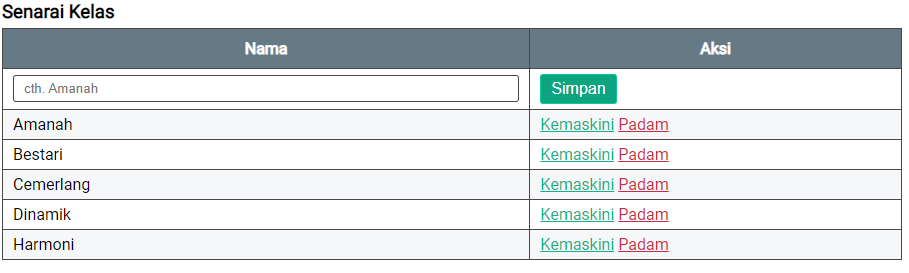 Senarai Kelas
Nama Aksi
cth. Amanah Simpan
Amanah Kemaskini Padam
Bestari Kemaskini Padam
Cemerlang Kemaskini Padam
Dinamik Kemaskini Padam
Harmoni Kemaskini Padam